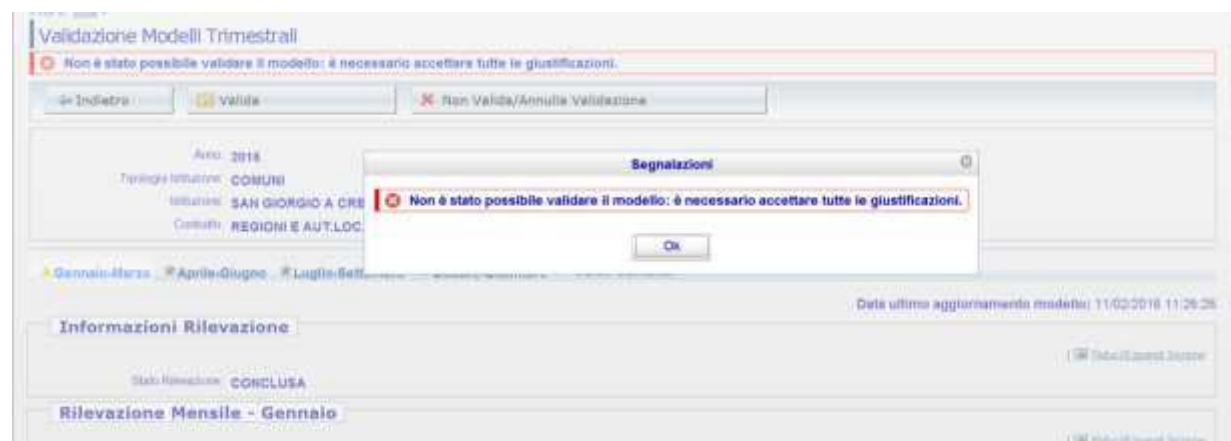 Validazione Modelli Trimestrali
Non è stato possibile validare il modello: è necessario accettare tutte le giustificazioni.
Indietro Valida Non Valida/Annulla Validazione
Anno: 2016
Tipologia Istituzione: COMUNI
Istituzione: SAN GIORGIO A CRE
Contratto: REGIONI E AUT.LOC.
Segnalazioni
Non è stato possibile validare il modello: è necessario accettare tutte le giustificazioni.
Ok
Gennaio-Marzo Aprile-Giugno Luglio-Sett
Data ultimo aggiornamento modello: 11/02/2016 11:26:26
Informazioni Rilevazione
Stato Rilevazione: CONCLUSA
Rilevazione Mensile - Gennaio